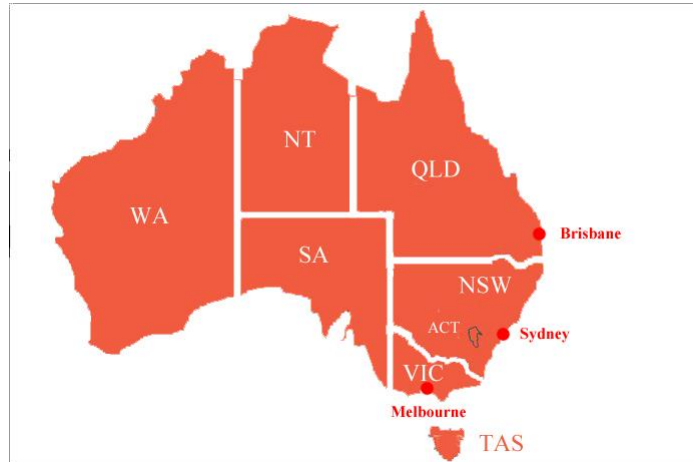 NT
QLD
WA
Brisbane
SA
NSW
ACT
Sydney
VIC
Melbourne
TAS